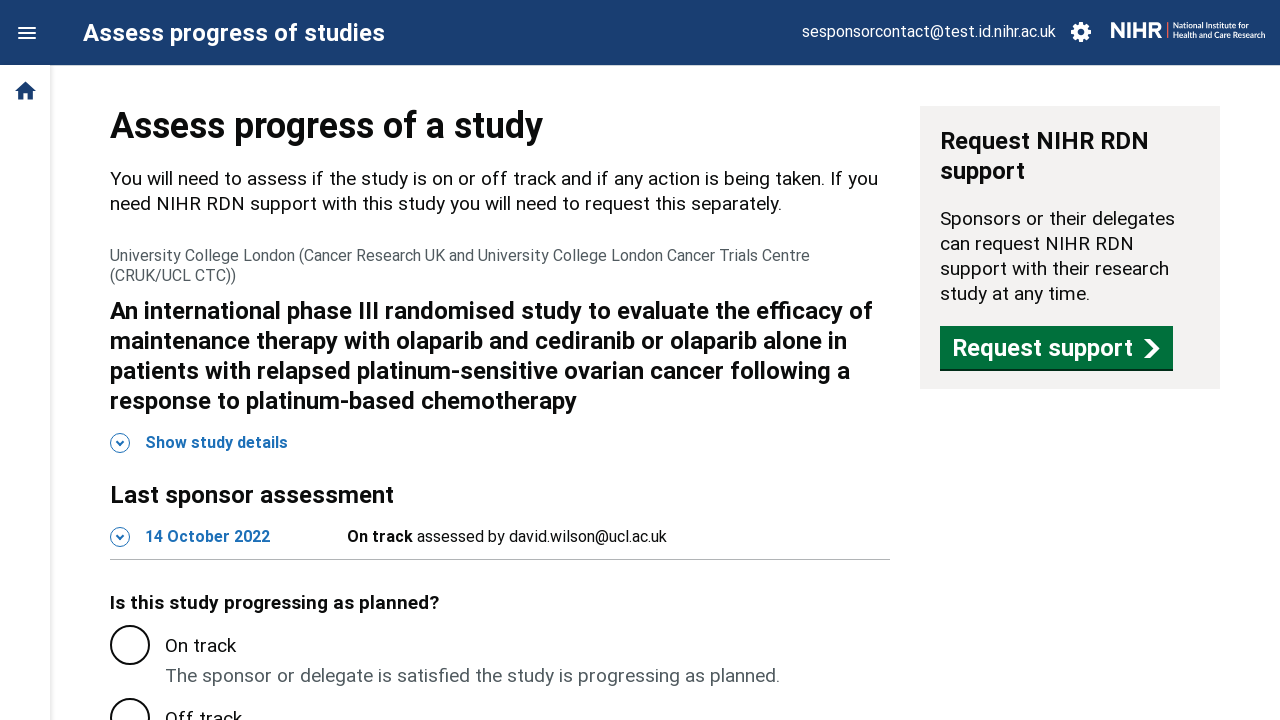 Assess progress of studies
sesponsorcontact@test.id.nihr.ac.uk
NIHR | National Institute for
Health and Care Research
Assess progress of a study
You will need to assess if the study is on or off track and if any action is being taken. If you
need NIHR RDN support with this study you will need to request this separately.
University College London (Cancer Research UK and University College London Cancer Trials Centre
(CRUK/UCL CTC))
An international phase III randomised study to evaluate the efficacy of
maintenance therapy with olaparib and cediranib or olaparib alone in
patients with relapsed platinum-sensitive ovarian cancer following a
response to platinum-based chemotherapy
Show study details
Last sponsor assessment
14 October 2022 On track assessed by david.wilson@ucl.ac.uk
Is this study progressing as planned?
On track
The sponsor or delegate is satisfied the study is progressing as planned.
Off track
Request NIHR RDN
support
Sponsors or their delegates
can request NIHR RDN
support with their research
study at any time.
Request support